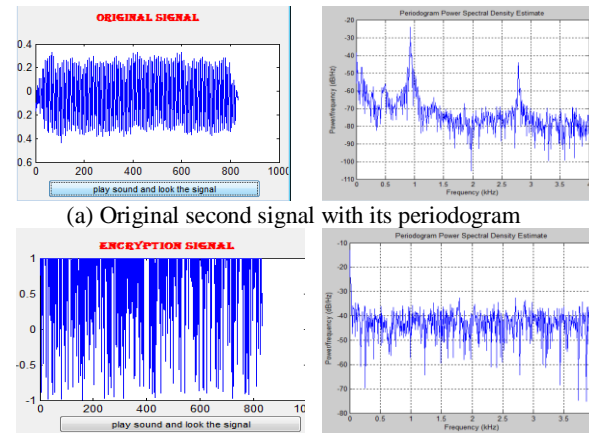 ORIGINAL SIGNAL
0.4
0.2
0
0.2
0.4
0.6
0 200 400 600 800 1000
play sound and look the signal
Periodogram Power Spectral Density Estimate
Power/frequency (dB/Hz)
-20
-30
-40
-50
-60
-70
-80
-90
-100
-110
0 0.5 1 1.5 2 2.5 3 3.5 4
Frequency (kHz)
(a) Original second signal with its periodogram
ENCRYPTION SIGNAL
1
0.5
0
-0.5
-1
0 200 400 600 800
play sound and look the signal
Periodogram Power Spectral Density Estimate
Power/frequency (dB/Hz)
-10
-20
-30
-40
-50
-60
-70
-80
0 0.5 1 1.5 2 2.5 3 3.5
Frequency (kHz)